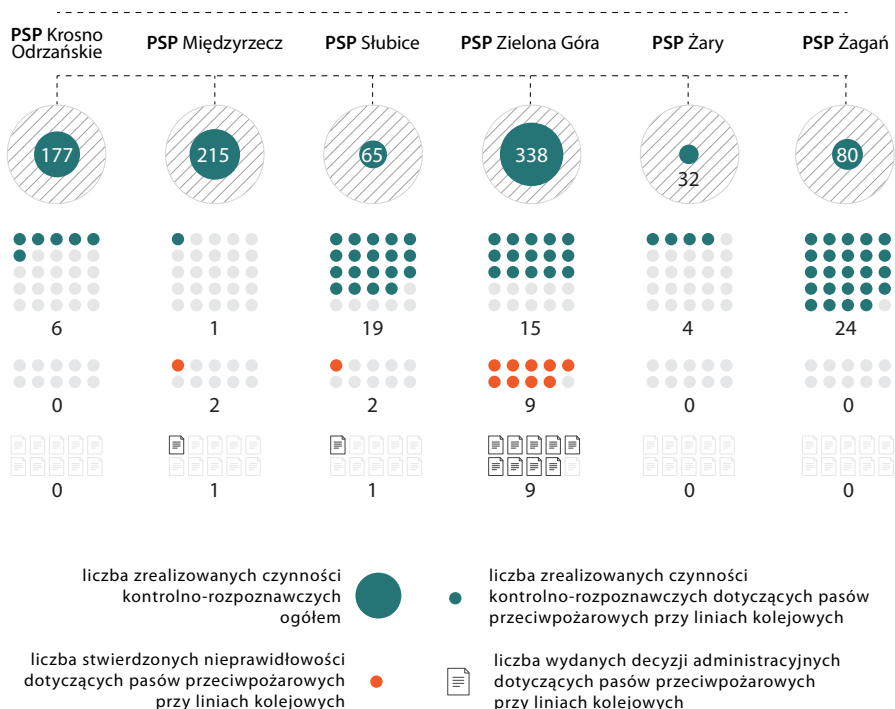 PSP Krosno
Odrzańskie
PSP Międzyrzecz
PSP Słubice
PSP Zielona Góra
PSP Żary
PSP Żagań
177
215
65
338
32
80
6
1
19
15
4
24
0
2
2
9
0
0
0
1
1
9
0
0
liczba zrealizowanych czynności
kontrolno-rozpoznawczych
ogółem
liczba zrealizowanych czynności
kontrolno-rozpoznawczych dotyczących pasów
przeciwpożarowych przy liniach kolejowych
liczba stwierdzonych nieprawidłowości
dotyczących pasów przeciwpożarowych
przy liniach kolejowych
liczba wydanych decyzji administracyjnych
dotyczących pasów przeciwpożarowych
przy liniach kolejowych